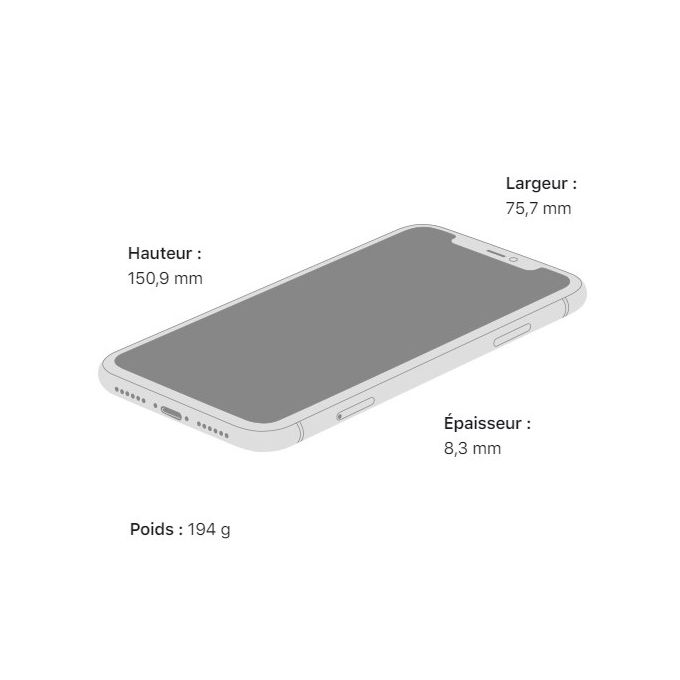 Largeur :
75,7 mm
Hauteur :
150,9 mm
Épaisseur :
8,3 mm
Poids : 194 g